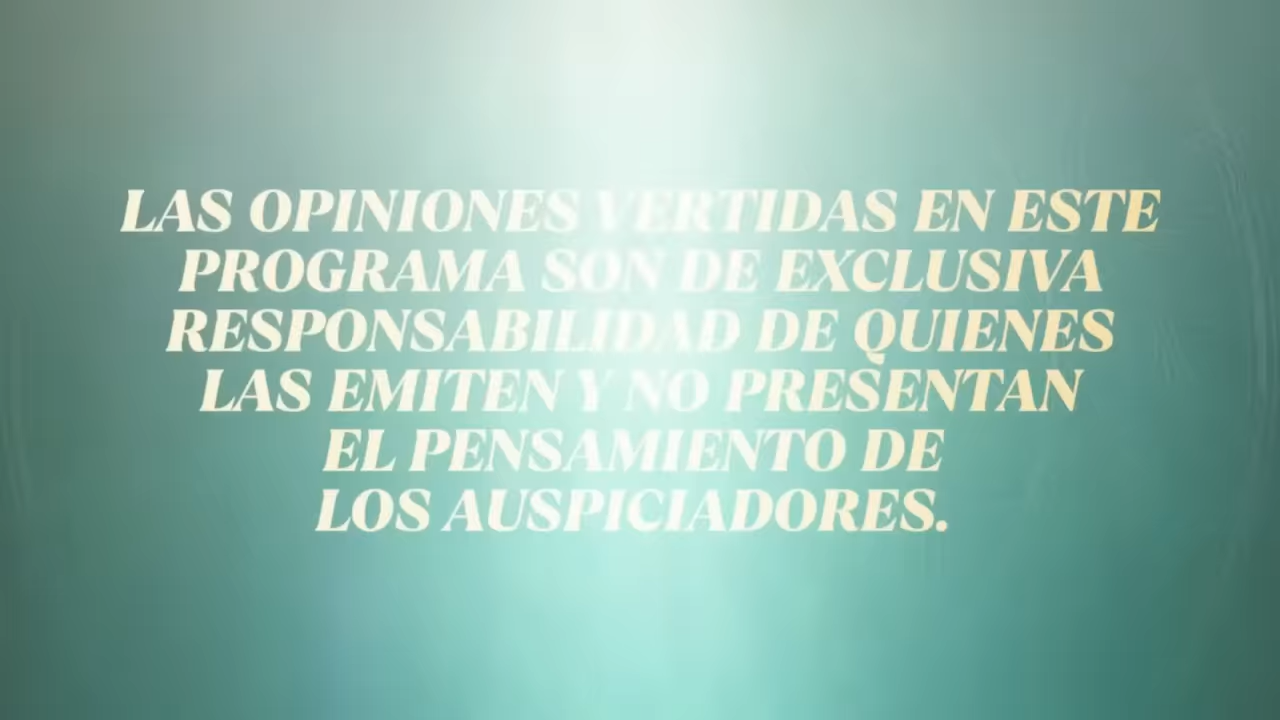 LAS OPINIONES VERTIDAS EN ESTE
PROGRAMA SON DE EXCLUSIVA
RESPONSABILIDAD DE QUIENES
LAS EMITEN Y NO PRESENTAN
EL PENSAMIENTO DE
LOS AUSPICIADORES.